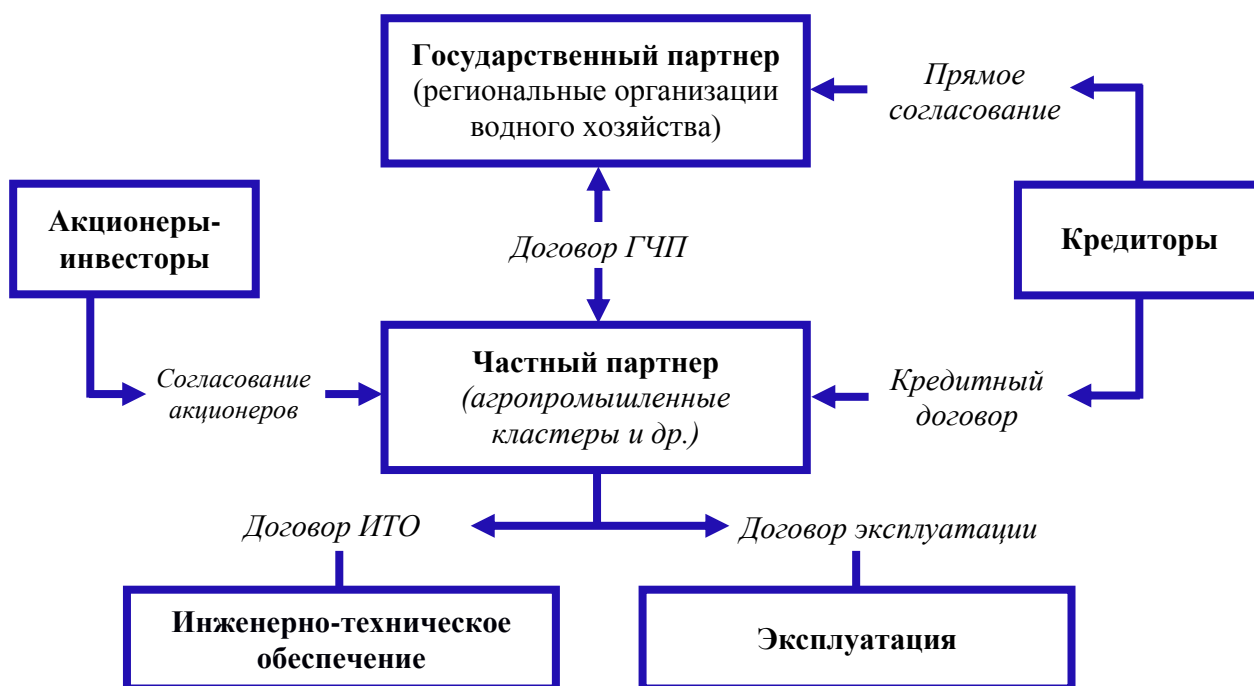 Государственный партнер
(региональные организации
водного хозяйства)
Прямое
согласование
Акционеры-
инвесторы
Договор ГЧП
Кредиторы
Согласование
акционеров
Частный партнер
(агропромышленные
кластеры и др.)
Кредитный
договор
Договор ИТО
Договор эксплуатации
Инженерно-техническое
обеспечение
Эксплуатация